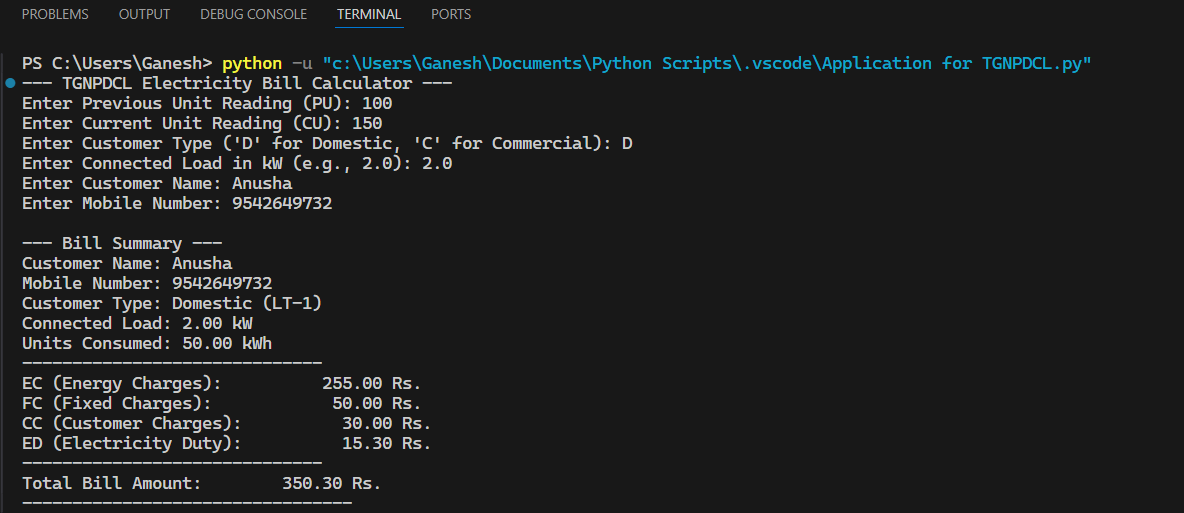 PROBLEMS OUTPUT DEBUG CONSOLE TERMINAL PORTS
PS C:\Users\Ganesh> python -u "c:\Users\Ganesh\Documents\Python Scripts\.vscode\Application for TGNPDCL.py"
--- TGNPDCL Electricity Bill Calculator ---
Enter Previous Unit Reading (PU): 100
Enter Current Unit Reading (CU): 150
Enter Customer Type ('D' for Domestic, 'C' for Commercial): D
Enter Connected Load in kW (e.g., 2.0): 2.0
Enter Customer Name: Anusha
Enter Mobile Number: 9542649732

--- Bill Summary ---
Customer Name: Anusha
Mobile Number: 9542649732
Customer Type: Domestic (LT-1)
Connected Load: 2.00 kW
Units Consumed: 50.00 kWh
------------------------------
EC (Energy Charges):          255.00 Rs.
FC (Fixed Charges):            50.00 Rs.
CC (Customer Charges):          30.00 Rs.
ED (Electricity Duty):          15.30 Rs.
------------------------------
Total Bill Amount:        350.30 Rs.
---------------------------------